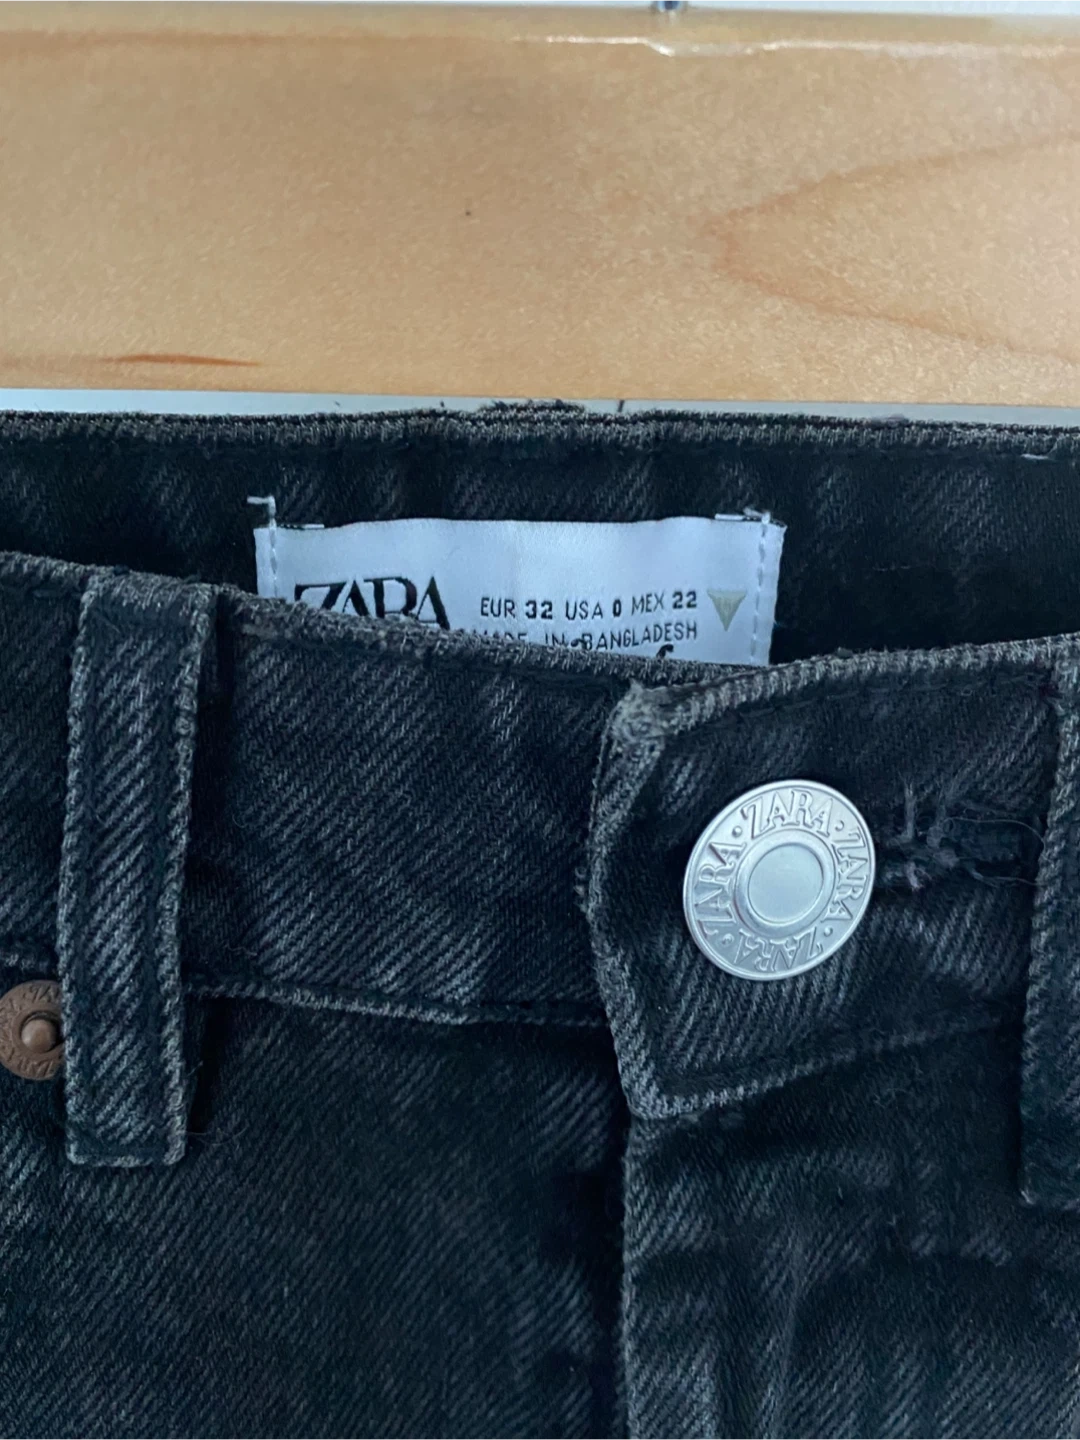 ZARA
EUR 32 USA 0 MEX 22
MADE IN BANGLADESH
ZARA · ZARA · ZARA · ZARA ·